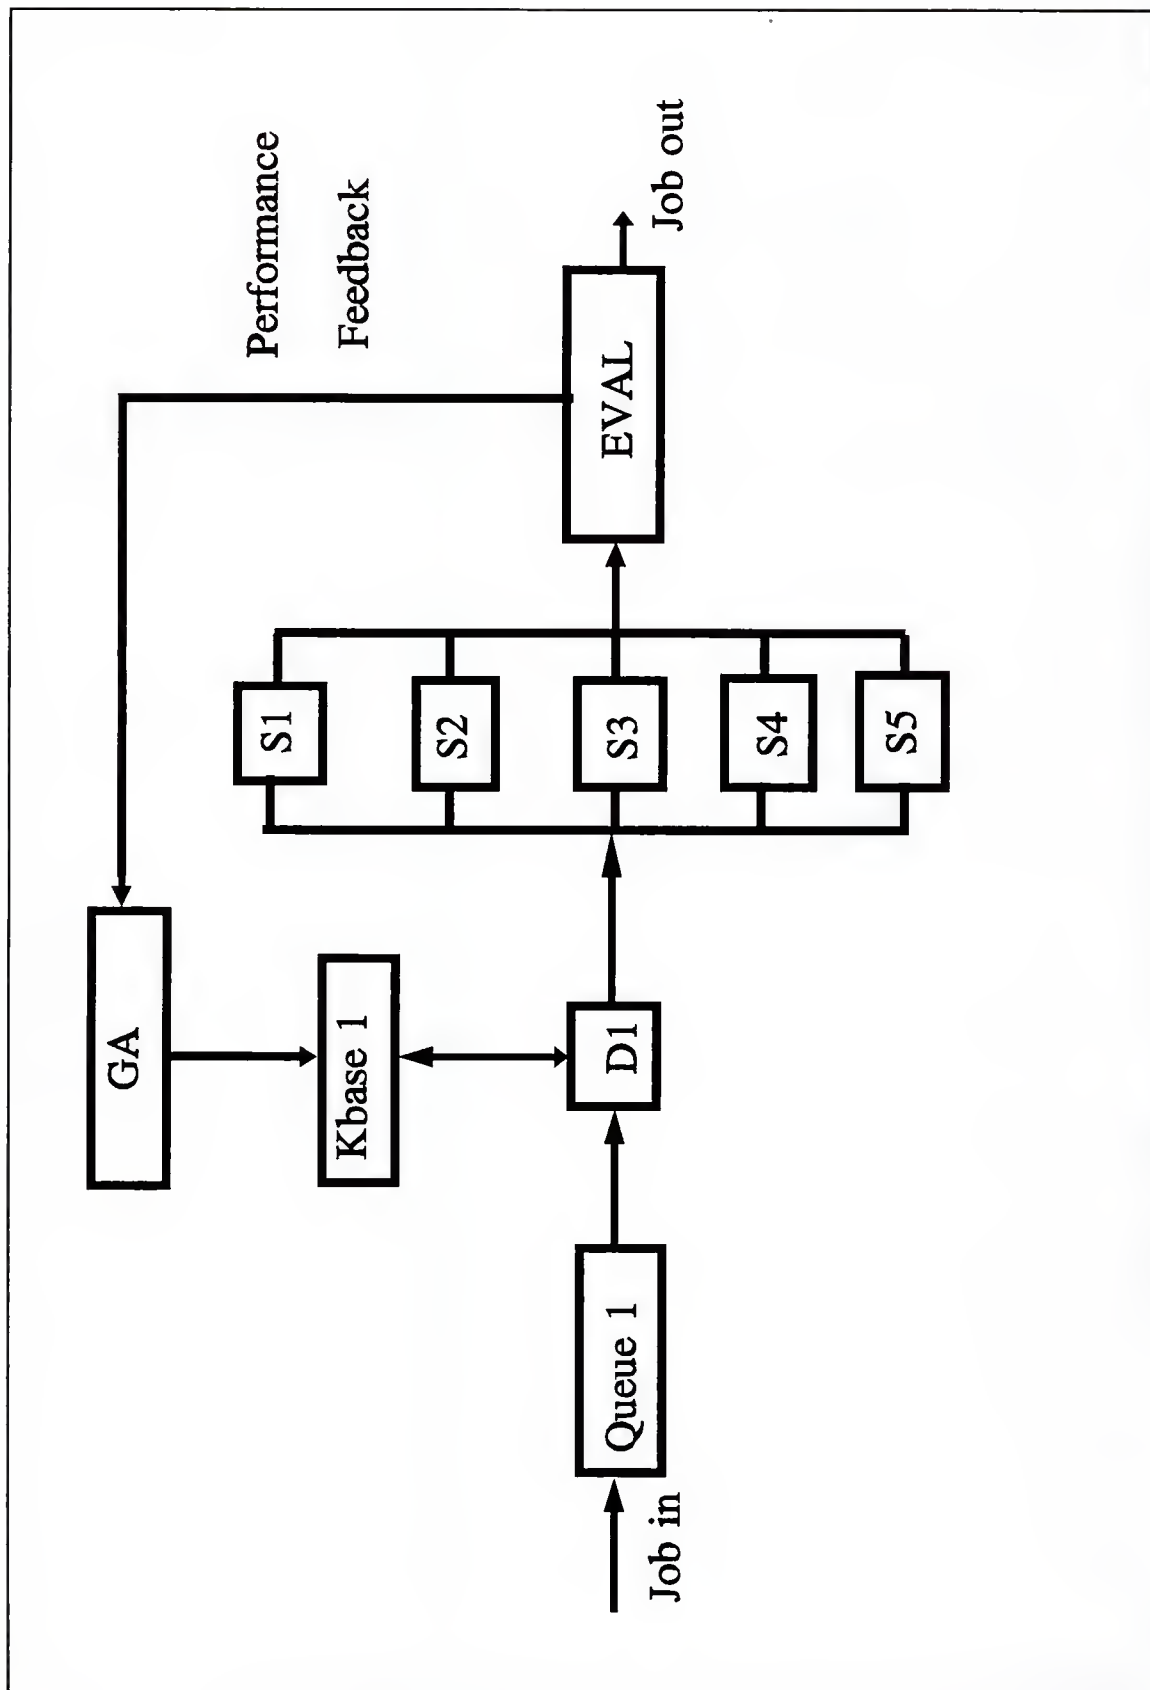 GA
Performance
Feedback
Kbase 1
S1
S2
S3
S4
S5
Job in
Queue 1
D1
EVAL
Job out